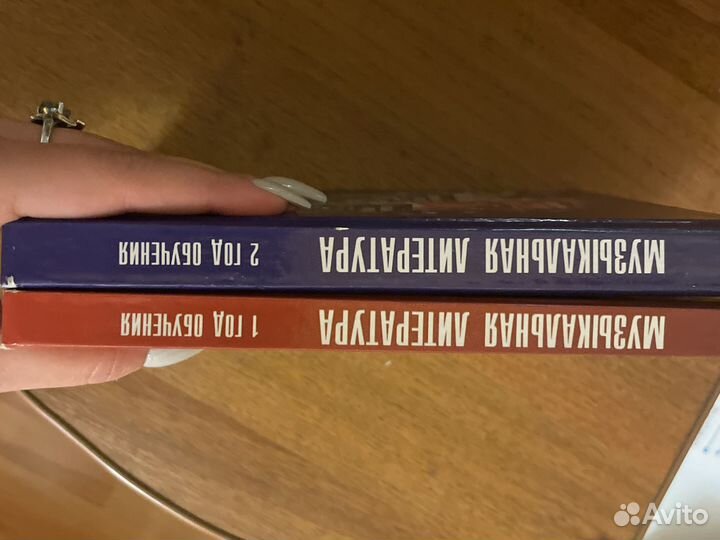 МУЗЫКАЛЬНАЯ ЛИТЕРАТУРА 2 ГОД ОБУЧЕНИЯ
МУЗЫКАЛЬНАЯ ЛИТЕРАТУРА 1 ГОД ОБУЧЕНИЯ
Avito